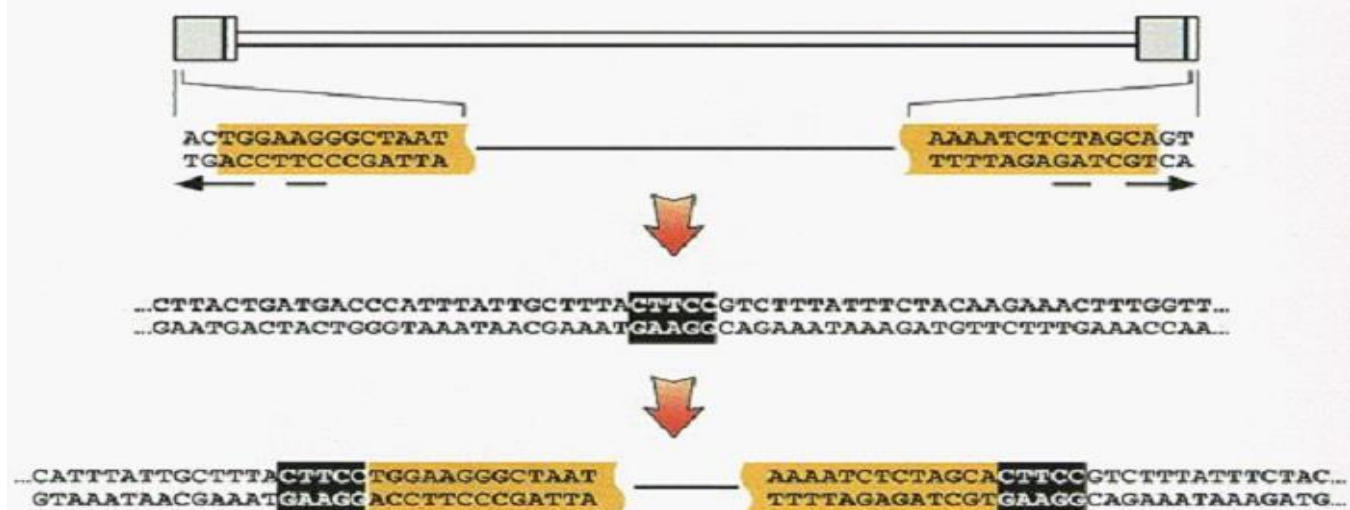 ACTGGAAGGGCTAAT AAAATCTCTAGCAGT
TGACCTTCCCGATTA TTTTAGAGATCGTCA
...CTTACTGATGACCCATTTATTGCTTTACTTCCGTCTTTATTTCTACAAGAAACTTTGGTT...
...GAATGACTACTGGGTAAATAACGAAATGAAGGCAGAAATAAAGATGTTCTTTGAAACCAA...
...CATTTATTGCTTTACTTCCTGGAAGGGCTAAT AAAATCTCTAGCACTTCCGTCTTTATTTCTAC...
GTAAATAACGAAATGAAGGACCTTCCCGATTA TTTTAGAGATCGTGAAGGCAGAAATAAAGATG...